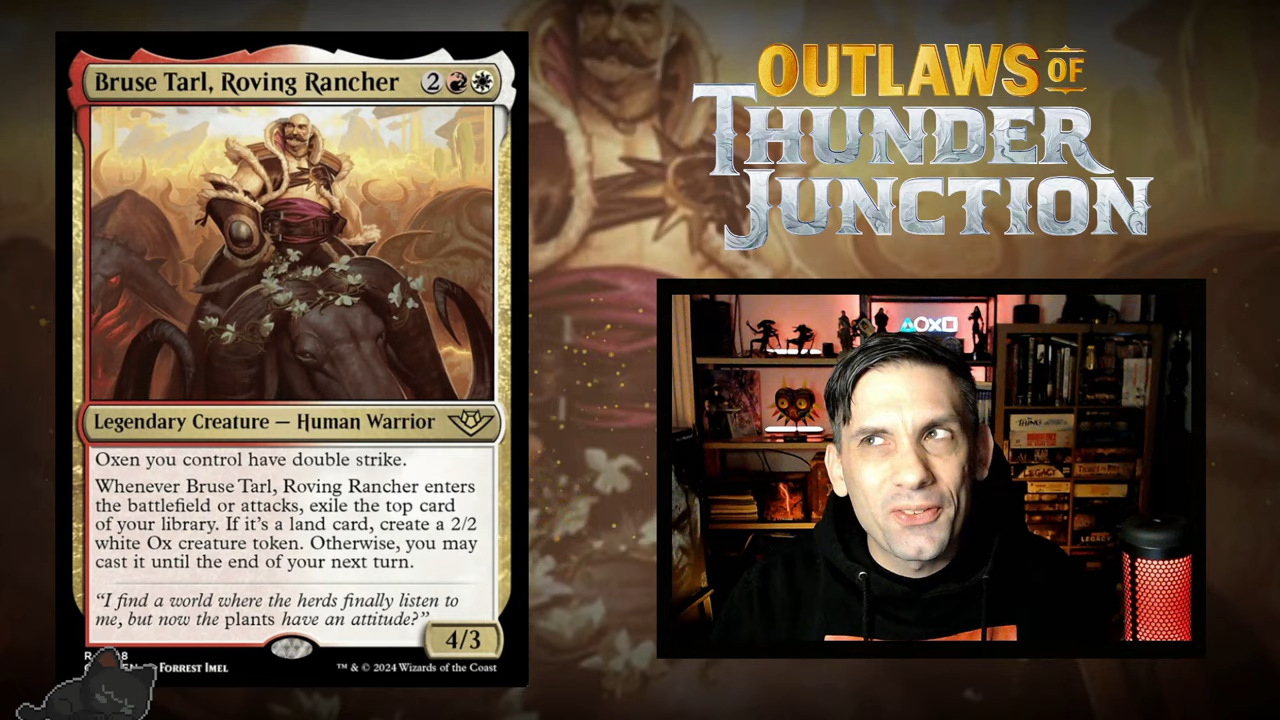 Bruse Tarl, Roving Rancher 2
Legendary Creature — Human Warrior
Oxen you control have double strike.
Whenever Bruse Tarl, Roving Rancher enters
the battlefield or attacks, exile the top card
of your library. If it's a land card, create a 2/2
white Ox creature token. Otherwise, you may
cast it until the end of your next turn.
“I find a world where the herds finally listen to
me, but now the plants have an attitude?”
4/3
FORREST IMEL
™ & © 2024 Wizards of the Coast
OUTLAWS OF
THUNDER
JUNCTION
THING
LEGACY
LEGACY